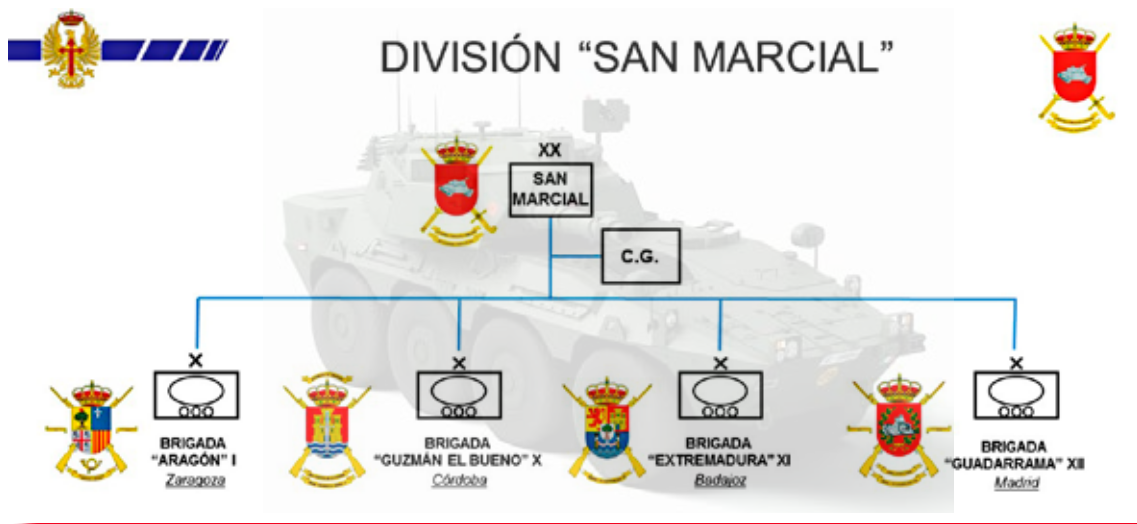 DIVISIÓN “SAN MARCIAL”
XX
SAN
MARCIAL
C.G.
X
BRIGADA
“ARAGÓN” I
Zaragoza
X
BRIGADA
“GUZMÁN EL BUENO” X
Córdoba
X
BRIGADA
“EXTREMADURA” XI
Badajoz
X
BRIGADA
“GUADARRAMA” XII
Madrid